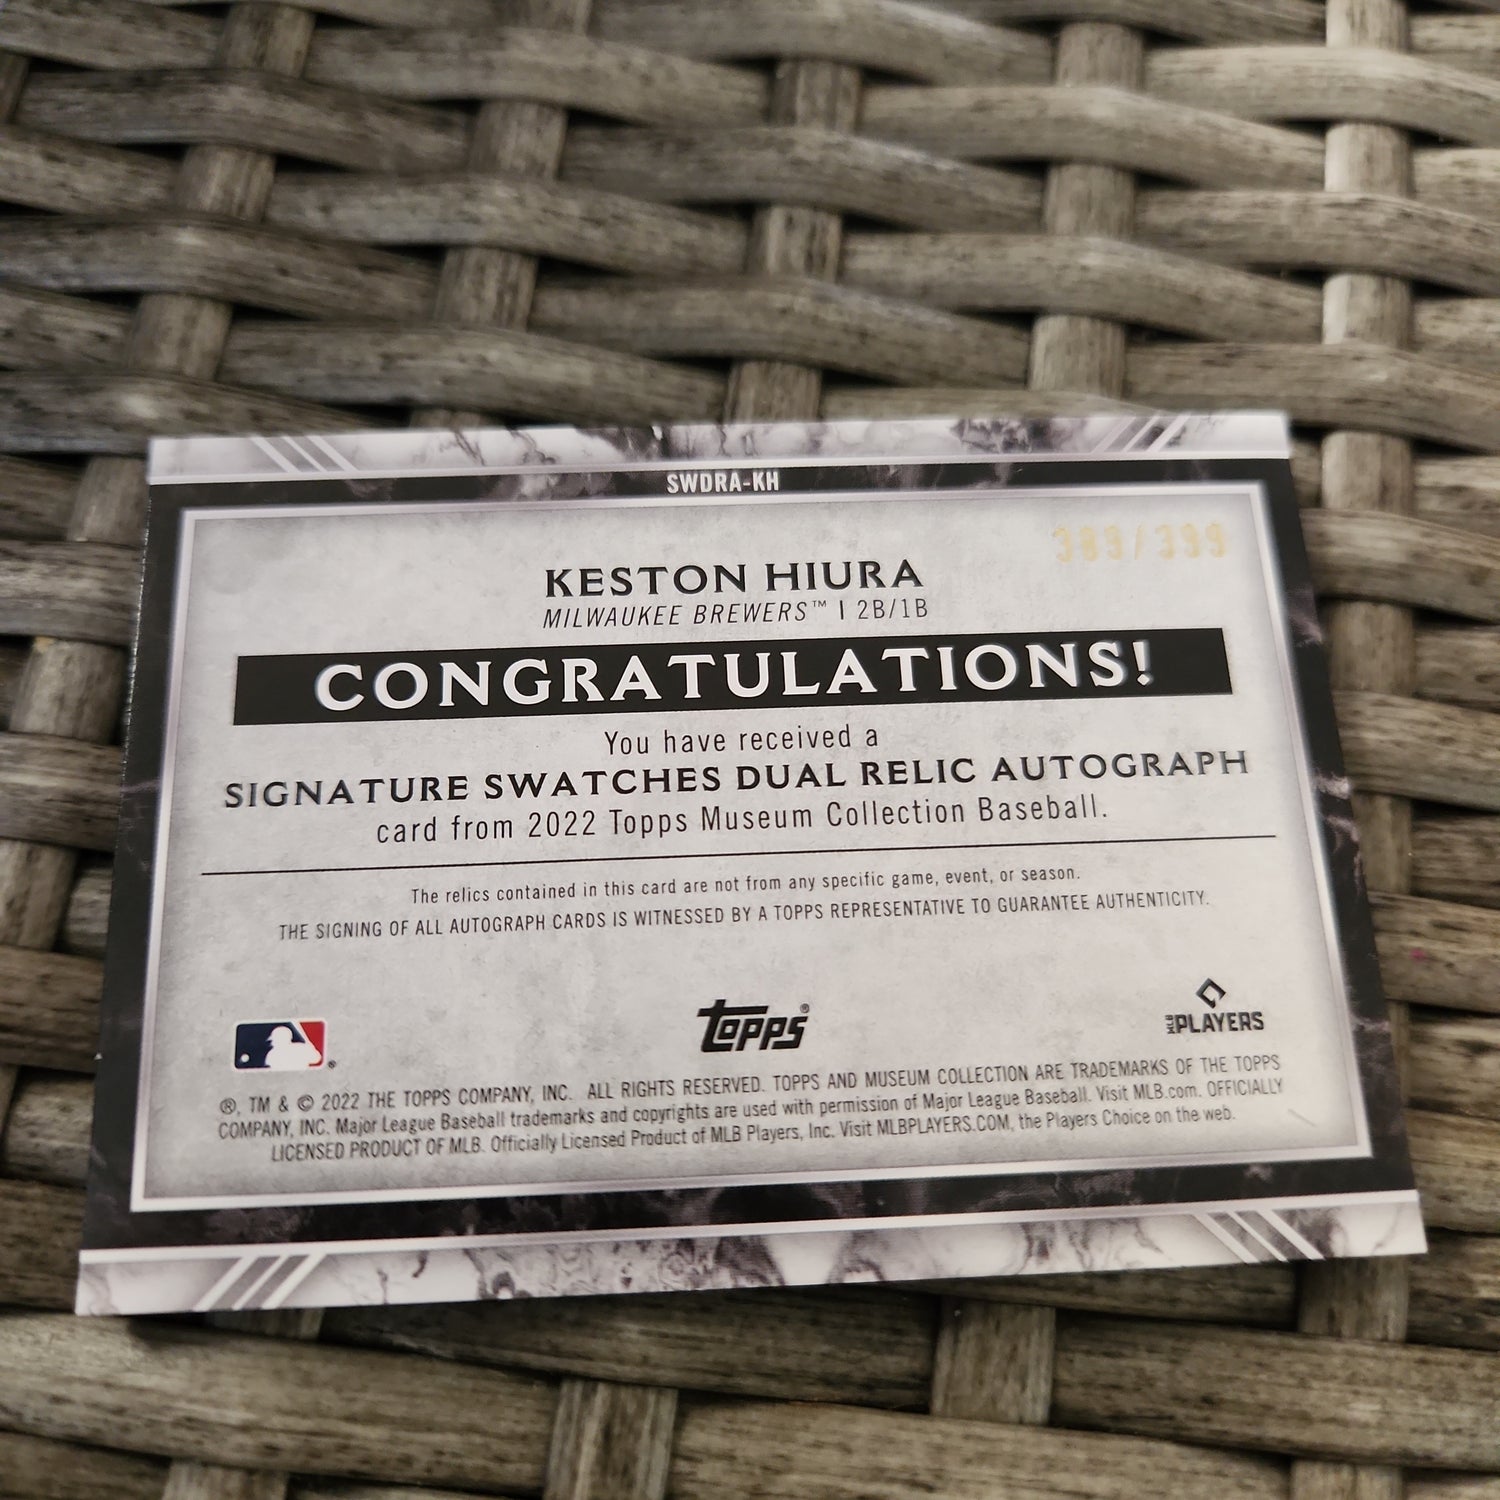 SWDRA-KH
389/399
KESTON HIURA
MILWAUKEE BREWERS™ | 2B/1B
CONGRATULATIONS!
You have received a
SIGNATURE SWATCHES DUAL RELIC AUTOGRAPH
card from 2022 Topps Museum Collection Baseball.
The relics contained in this card are not from any specific game, event, or season.
THE SIGNING OF ALL AUTOGRAPH CARDS IS WITNESSED BY A TOPPS REPRESENTATIVE TO GUARANTEE AUTHENTICITY.
topps®
MLB PLAYERS
®, TM & © 2022 THE TOPPS COMPANY, INC. ALL RIGHTS RESERVED. TOPPS AND MUSEUM COLLECTION ARE TRADEMARKS OF THE TOPPS
COMPANY, INC. Major League Baseball trademarks and copyrights are used with permission of Major League Baseball. Visit MLB.com. OFFICIALLY
LICENSED PRODUCT OF MLB. Officially Licensed Product of MLB Players, Inc. Visit MLBPLAYERS.COM, the Players Choice on the web.